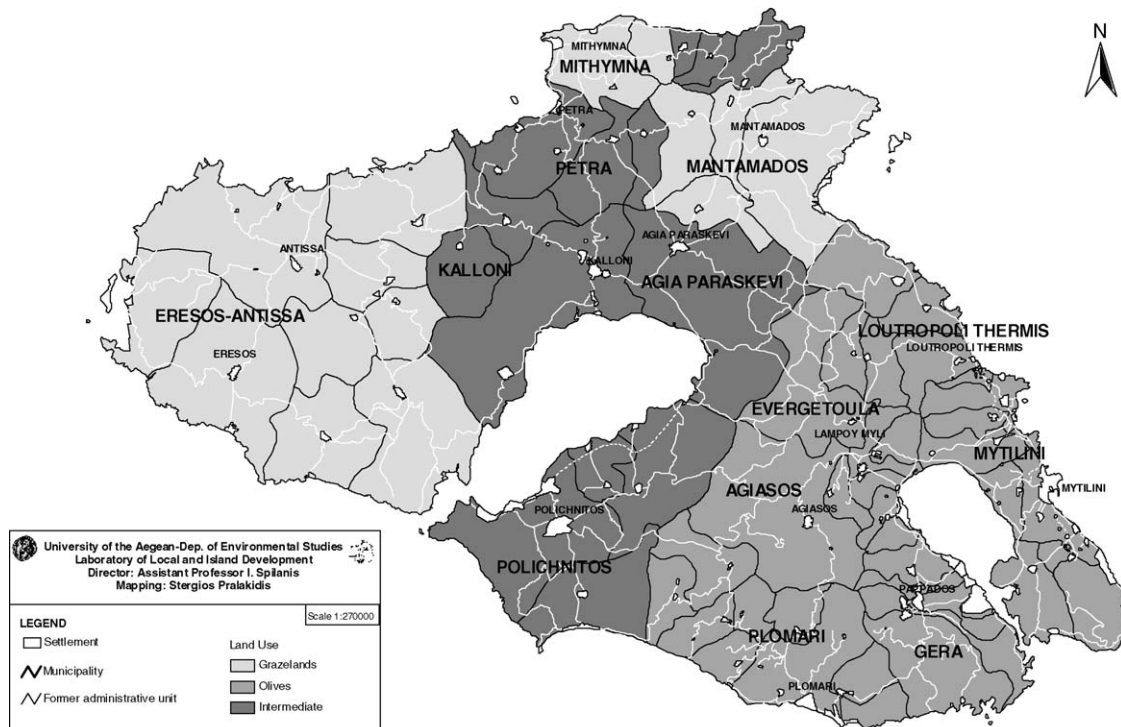 N
MITHYMNA
MITHYMNA
PETRA
PETRA
MANTAMADOS
MANTAMADOS
ANTISSA
ERESOS-ANTISSA
ERESOS
KALLONI
KALLONI
AGIA PARASKEVI
AGIA PARASKEVI
LOUTROPOLI THERMIS
LOUTROPOLI THERMIS
EVERGETOULA
LAMPOY MYLI
MYTILINI
MYTILINI
AGIASOS
AGIASOS
POLICHNITOS
POLICHNITOS
PAPPADOS
PLOMARI
GERA
PLOMARI
University of the Aegean-Dep. of Environmental Studies
Laboratory of Local and Island Development
Director: Assistant Professor I. Spilanis
Mapping: Stergios Pralakidis
Scale 1:270000
LEGEND
Settlement
Municipality
Former administrative unit
Land Use
Grazelands
Olives
Intermediate